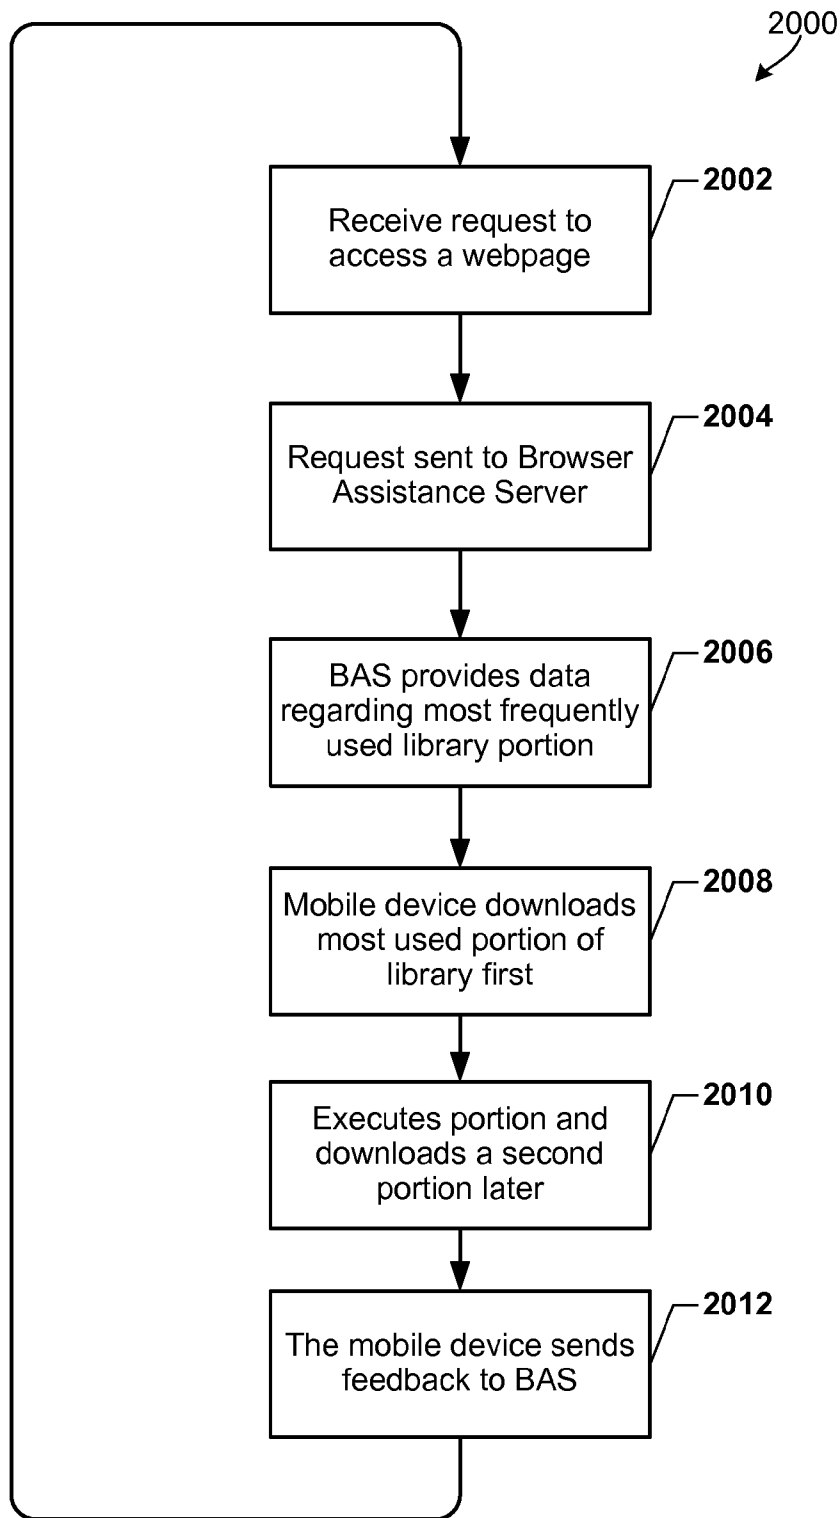 2000
2002
Receive request to
access a webpage
2004
Request sent to Browser
Assistance Server
2006
BAS provides data
regarding most frequently
used library portion
2008
Mobile device downloads
most used portion of
library first
2010
Executes portion and
downloads a second
portion later
2012
The mobile device sends
feedback to BAS